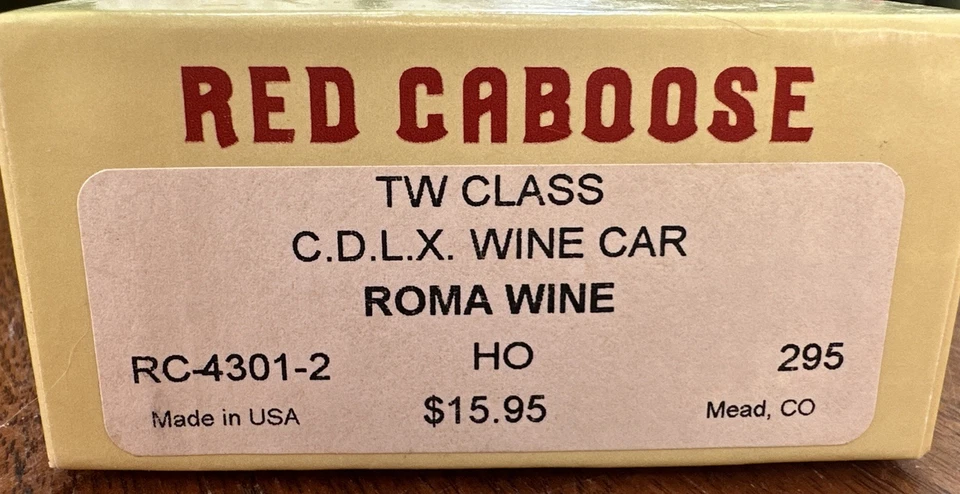 RED CABOOSE
TW CLASS
C.D.L.X. WINE CAR
ROMA WINE
RC-4301-2 HO 295
Made in USA $15.95 Mead, CO